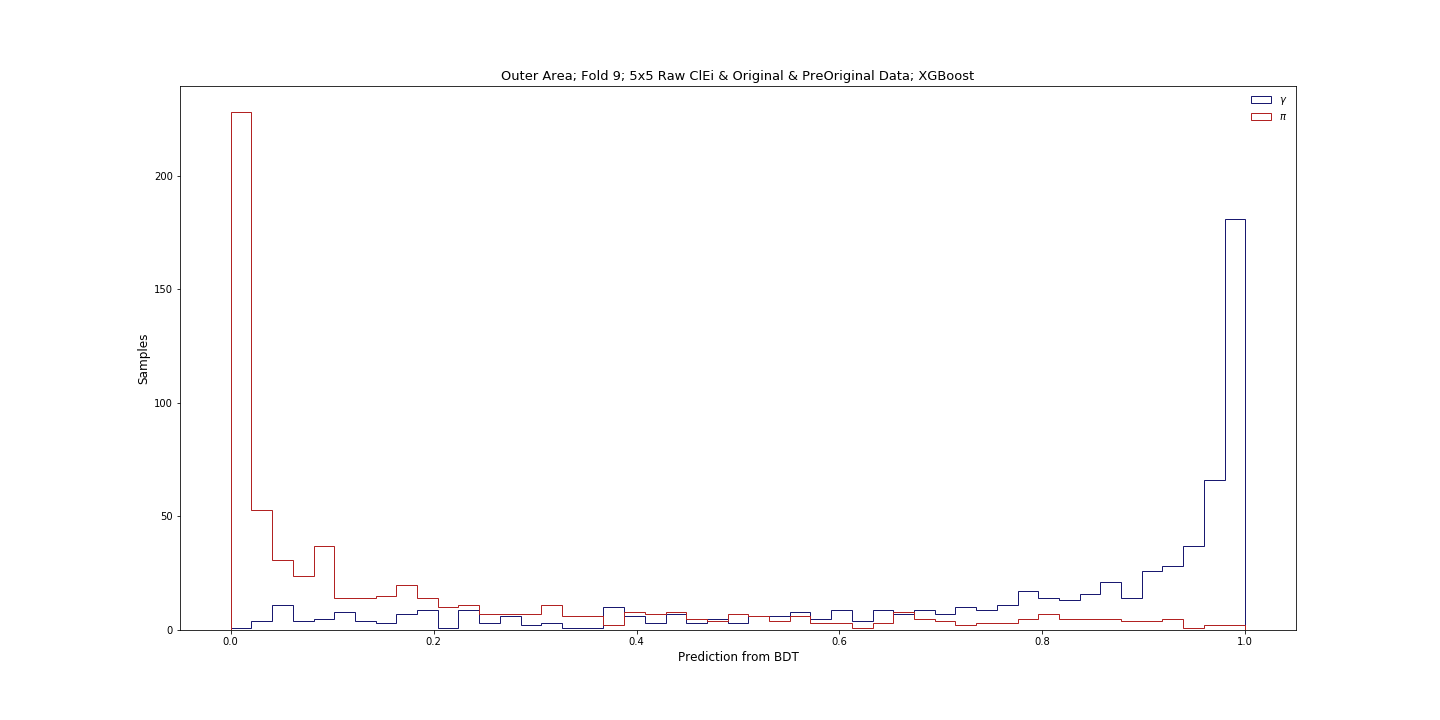 Outer Area; Fold 9; 5x5 Raw ClEi & Original & PreOriginal Data; XGBoost
γ
π
200
150
100
50
0
Samples
0.0 0.2 0.4 0.6 0.8 1.0
Prediction from BDT